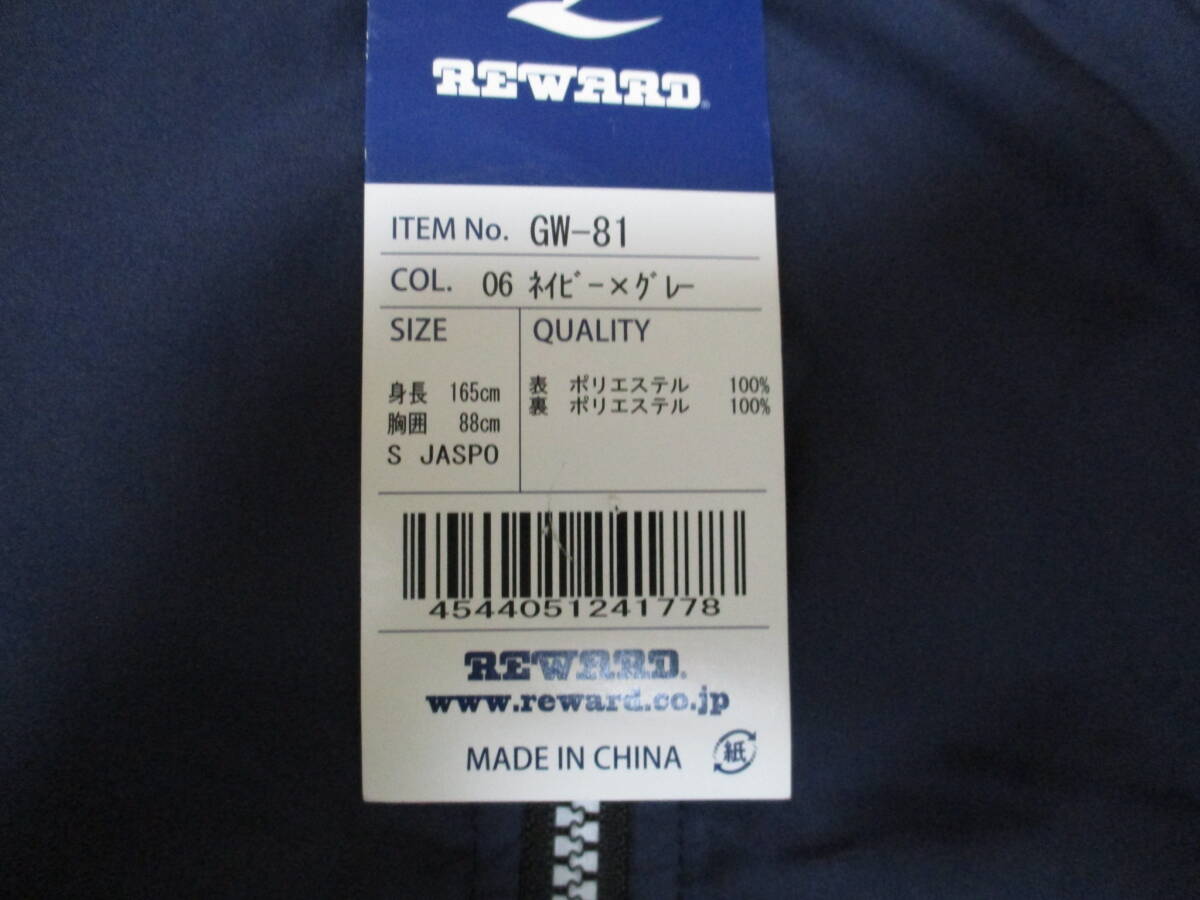 REWARD
ITEM No. GW-81
COL. 06 ﾈｲﾋﾞｰ×ｸﾞﾚｰ
SIZE
身長 165cm
胸囲 88cm
S JASPO
QUALITY
表 ポリエステル 100%
裏 ポリエステル 100%
4544051241778
REWARD
www.reward.co.jp
MADE IN CHINA 紙